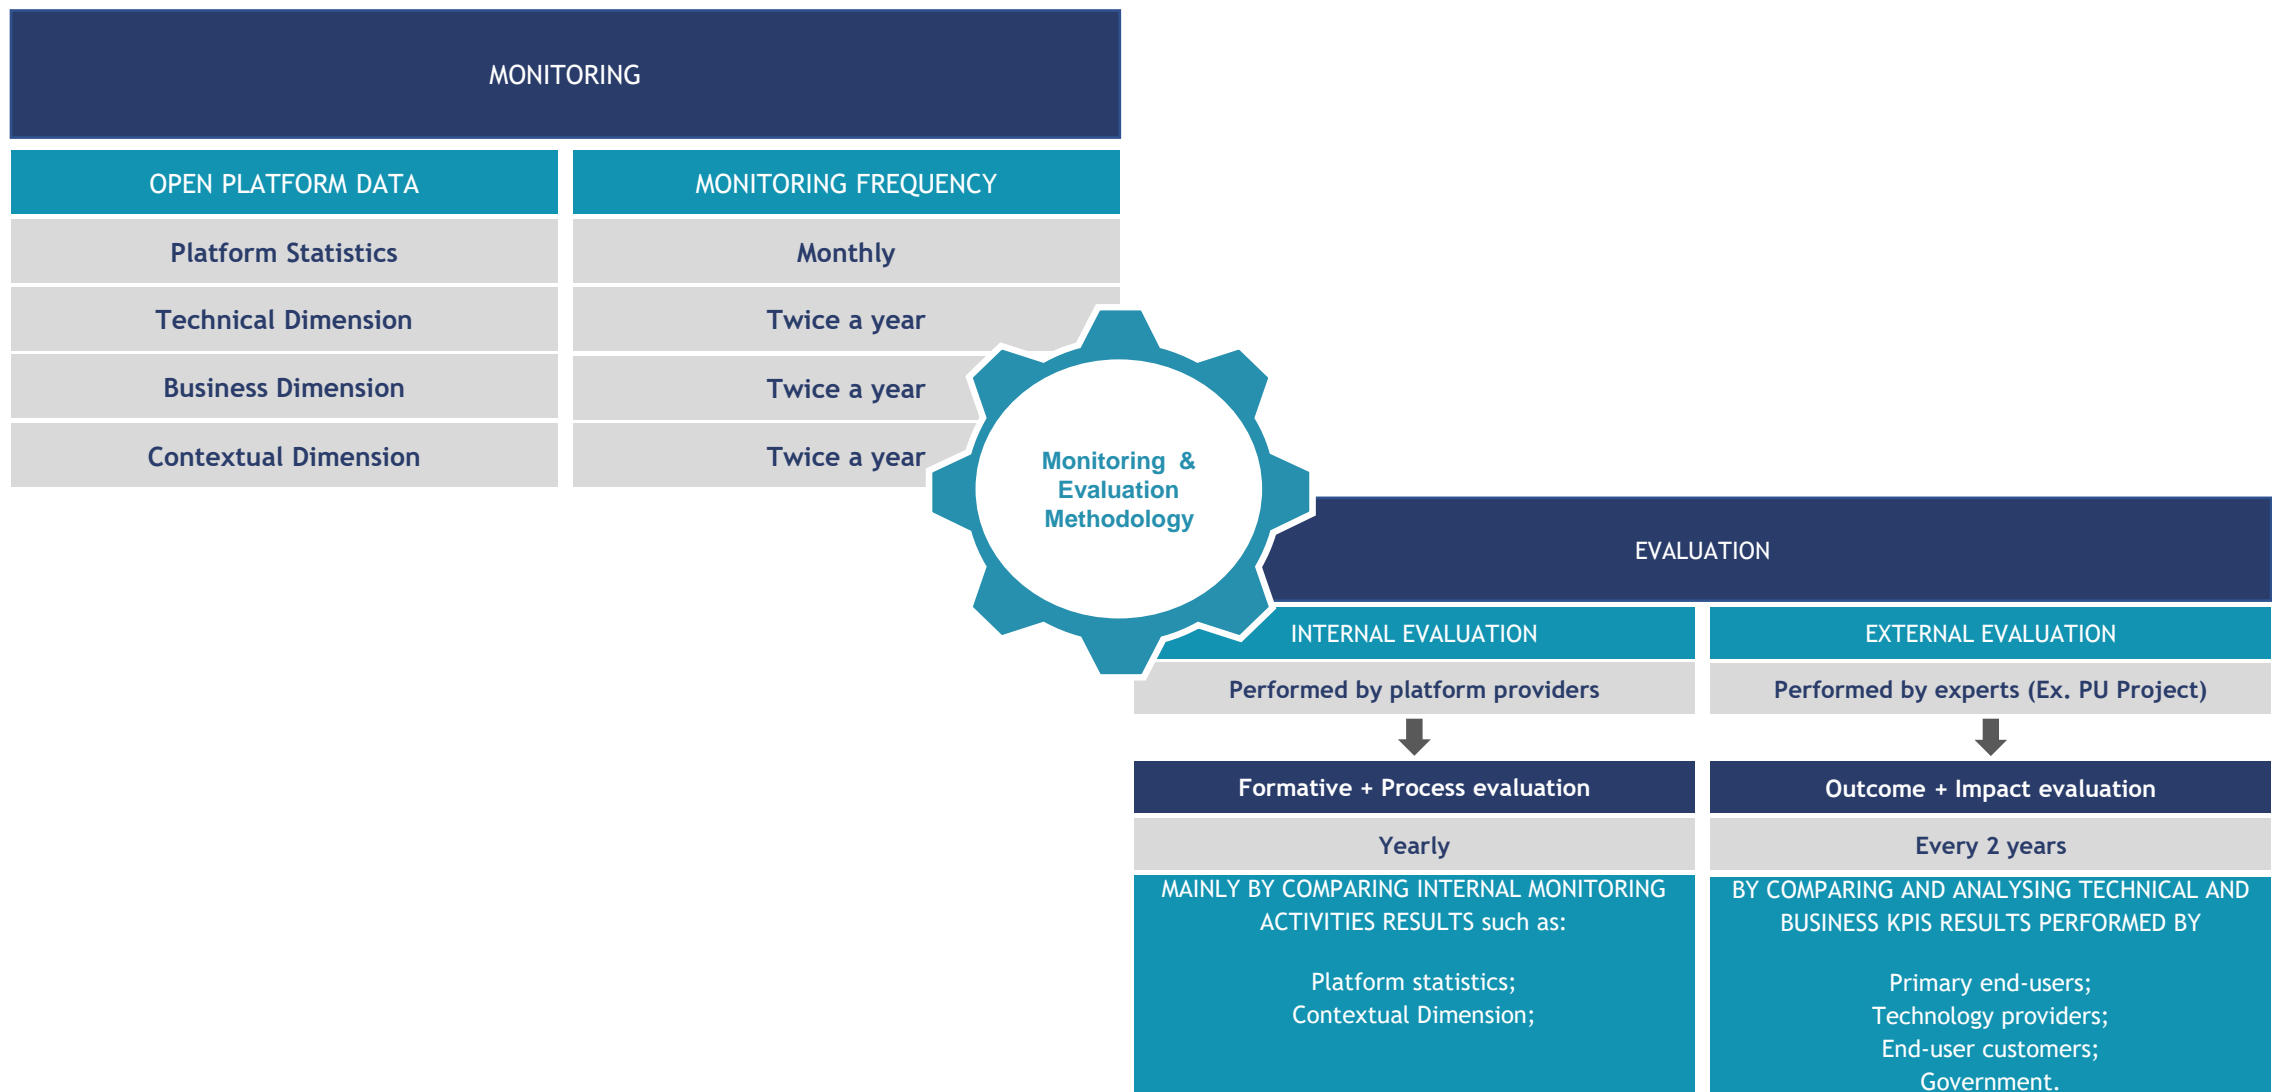 MONITORING
OPEN PLATFORM DATA
MONITORING FREQUENCY
Platform Statistics
Monthly
Technical Dimension
Twice a year
Business Dimension
Twice a year
Contextual Dimension
Twice a year
Monitoring &
Evaluation
Methodology
EVALUATION
INTERNAL EVALUATION
Performed by platform providers
Formative + Process evaluation
Yearly
MAINLY BY COMPARING INTERNAL MONITORING
ACTIVITIES RESULTS such as:
Platform statistics;
Contextual Dimension;
EXTERNAL EVALUATION
Performed by experts (Ex. PU Project)
Outcome + Impact evaluation
Every 2 years
BY COMPARING AND ANALYSING TECHNICAL AND
BUSINESS KPIS RESULTS PERFORMED BY
Primary end-users;
Technology providers;
End-user customers;
Government.